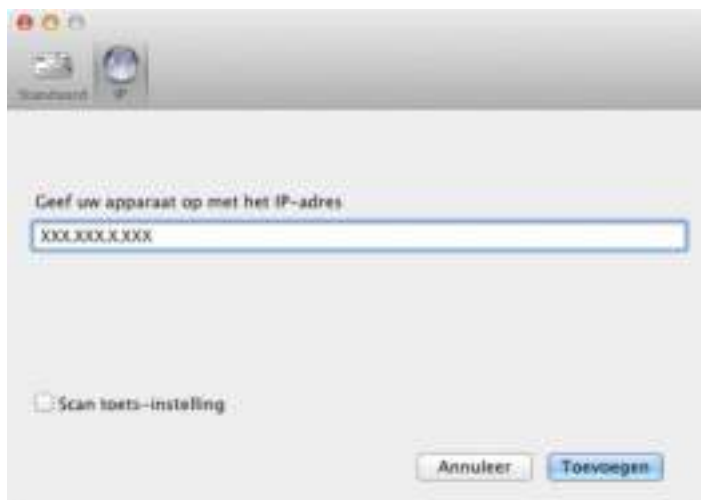 Standaard IP
Geef uw apparaat op met het IP-adres
XXX.XXX.X.XXX
Scan toets-instelling
Annuleer Toevoegen